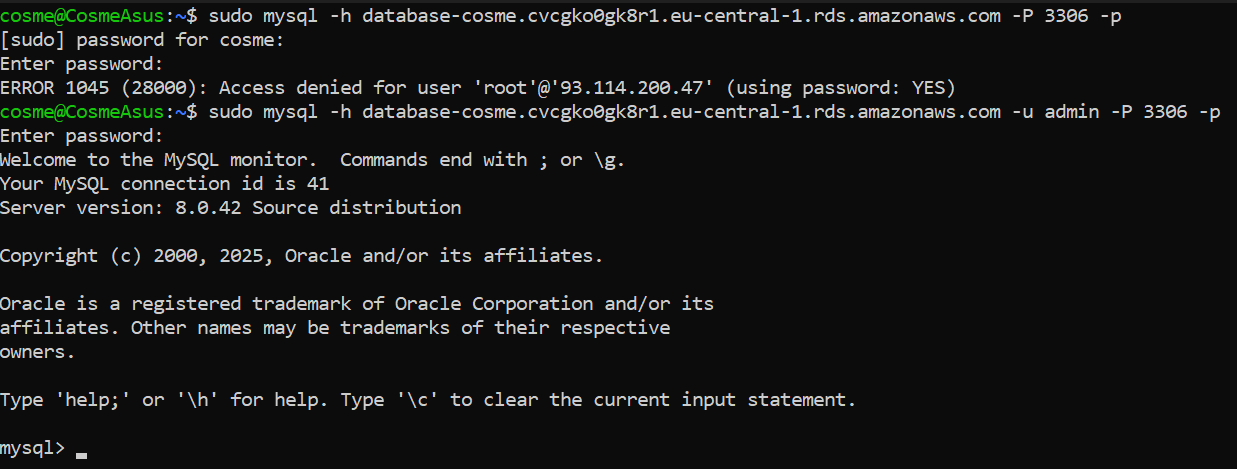 cosme@CosmeAsus:~$ sudo mysql -h database-cosme.cvcgko0gk8r1.eu-central-1.rds.amazonaws.com -P 3306 -p
[sudo] password for cosme:
Enter password:
ERROR 1045 (28000): Access denied for user 'root'@'93.114.200.47' (using password: YES)
cosme@CosmeAsus:~$ sudo mysql -h database-cosme.cvcgko0gk8r1.eu-central-1.rds.amazonaws.com -u admin -P 3306 -p
Enter password:
Welcome to the MySQL monitor.  Commands end with ; or \g.
Your MySQL connection id is 41
Server version: 8.0.42 Source distribution

Copyright (c) 2000, 2025, Oracle and/or its affiliates.

Oracle is a registered trademark of Oracle Corporation and/or its
affiliates. Other names may be trademarks of their respective
owners.

Type 'help;' or '\h' for help. Type '\c' to clear the current input statement.

mysql> _